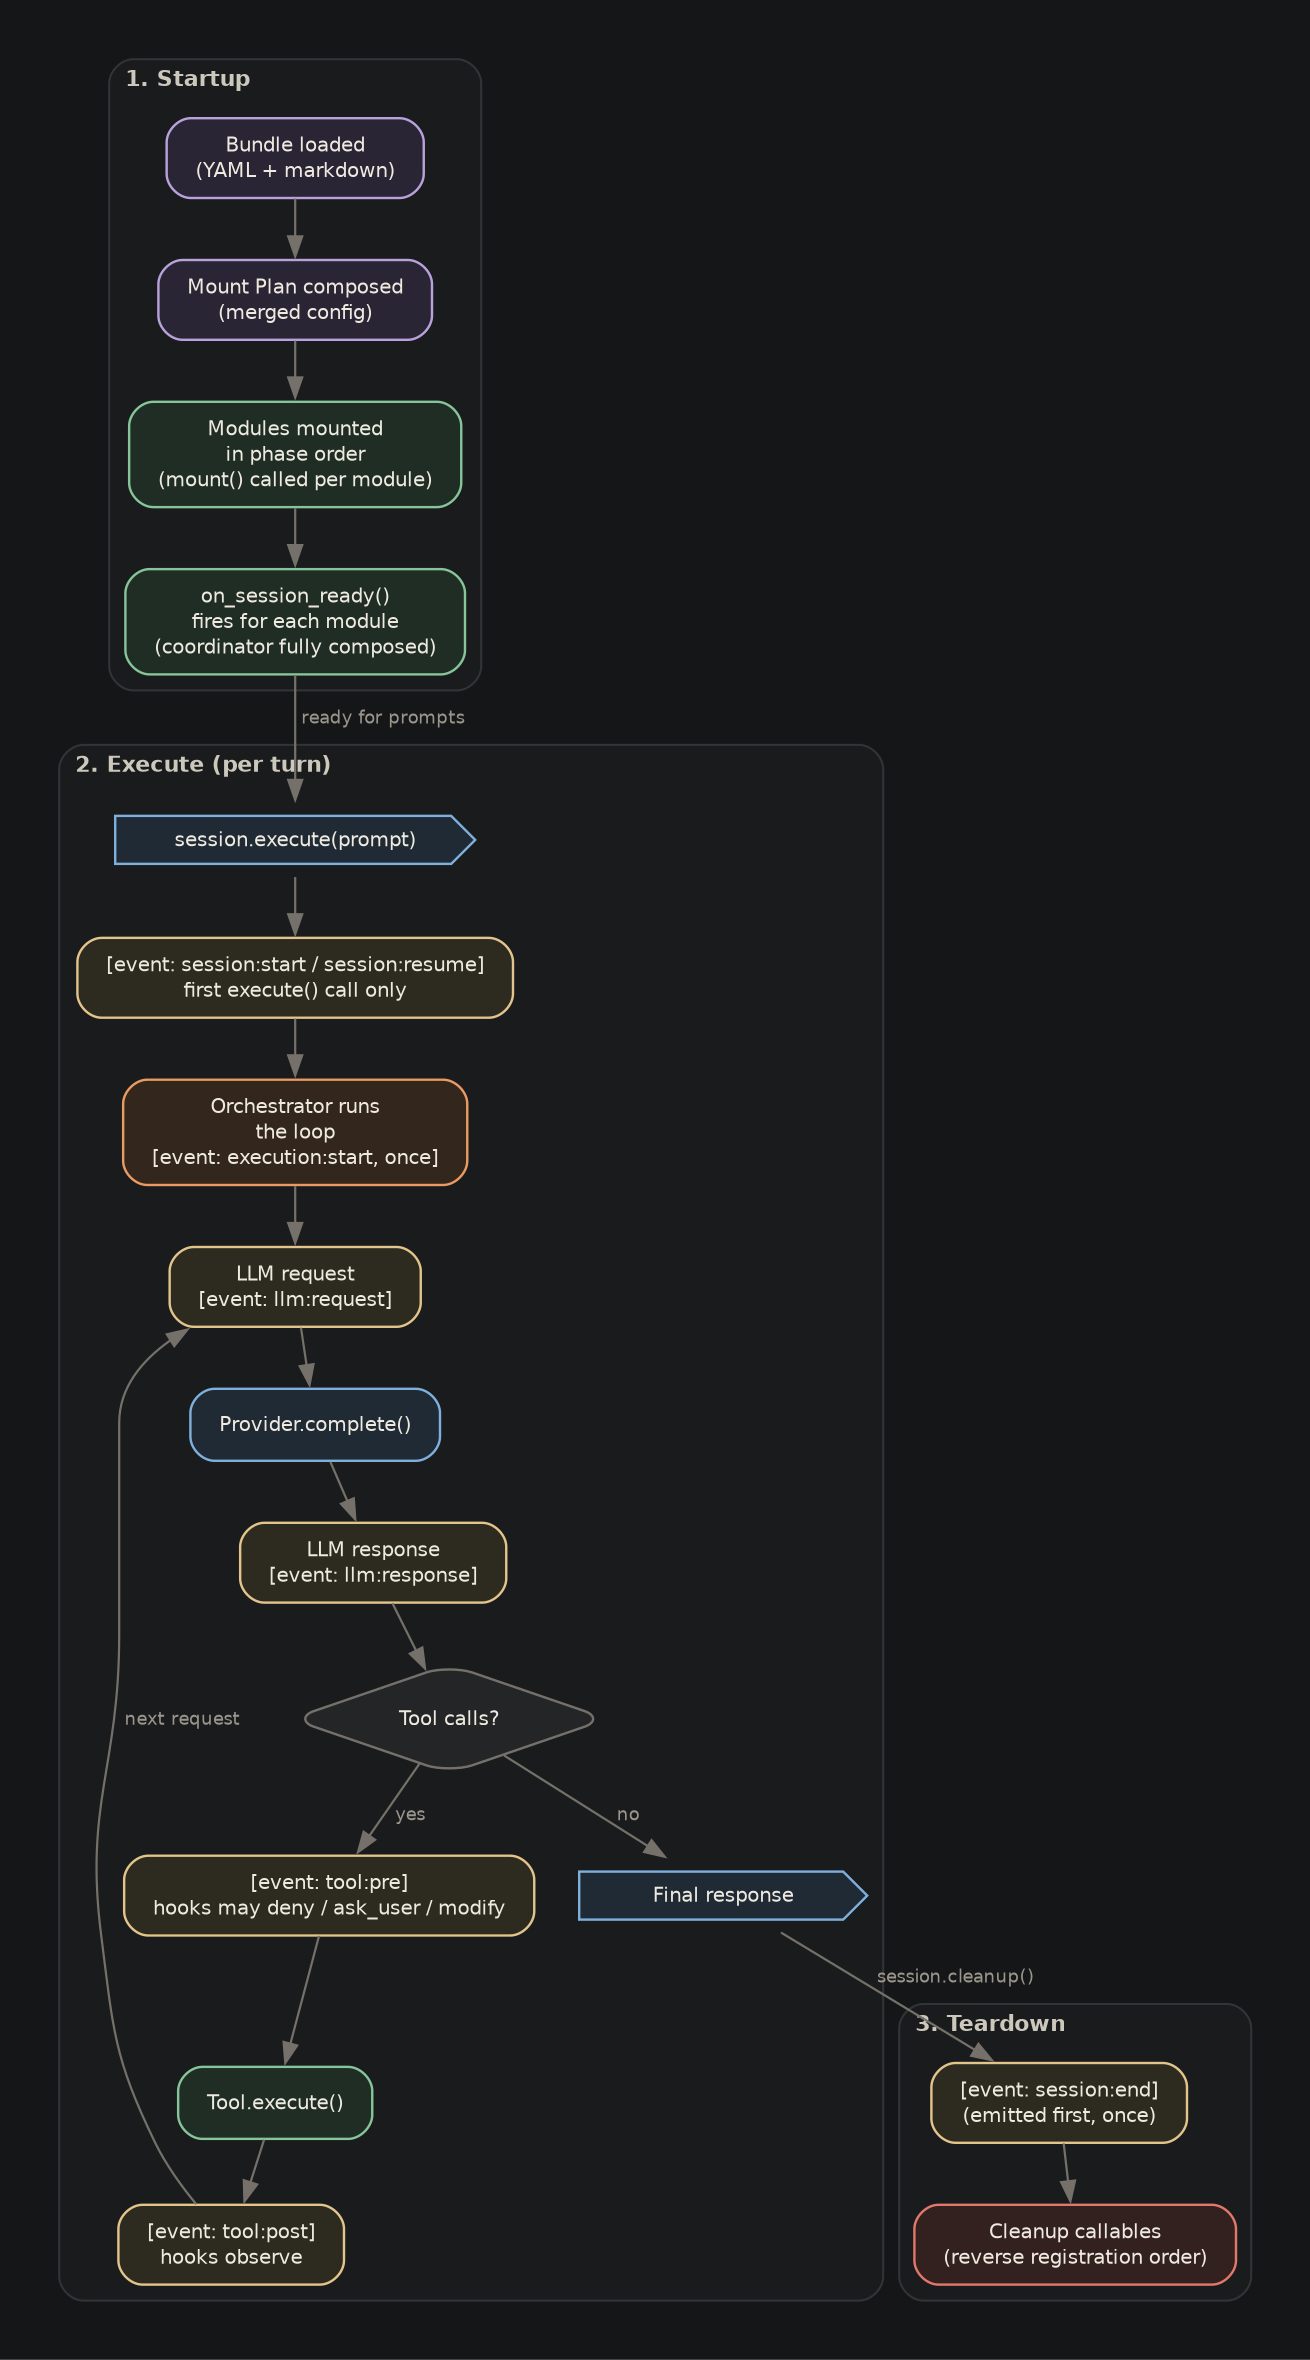 1. Startup
Bundle loaded
(YAML + markdown)
Mount Plan composed
(merged config)
Modules mounted
in phase order
(mount() called per module)
on_session_ready()
fires for each module
(coordinator fully composed)
ready for prompts
2. Execute (per turn)
session.execute(prompt)
[event: session:start / session:resume]
first execute() call only
Orchestrator runs
the loop
[event: execution:start, once]
LLM request
[event: llm:request]
Provider.complete()
LLM response
[event: llm:response]
Tool calls?
next request
yes
no
[event: tool:pre]
hooks may deny / ask_user / modify
Final response
session.cleanup()
3. Teardown
[event: session:end]
(emitted first, once)
Tool.execute()
[event: tool:post]
hooks observe
Cleanup callables
(reverse registration order)